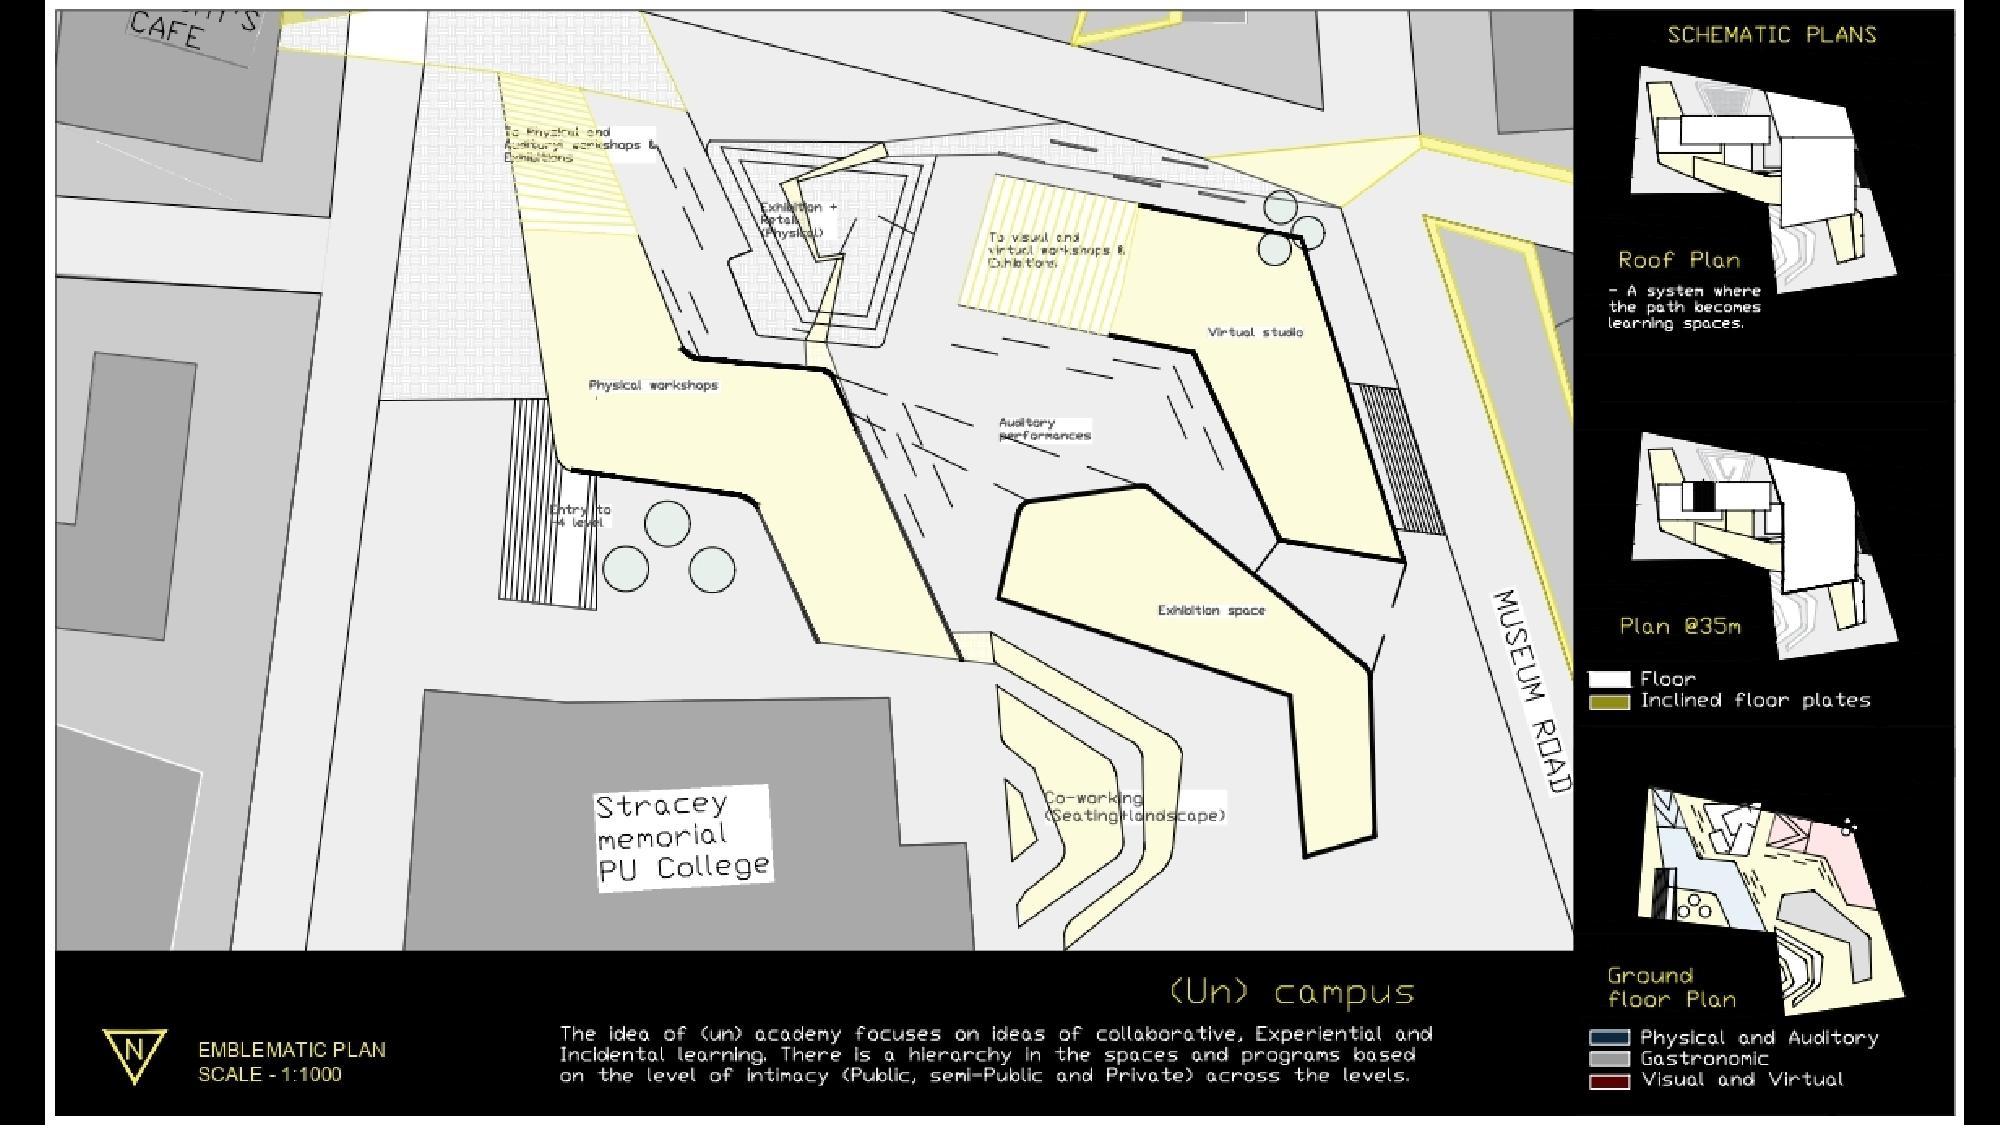 CAFE
To Physical and
Auditory workshops &
Exhibitions
Exhibition +
Retail
(Physical)
To visual and
virtual workshops &
Exhibitions
Virtual studio
Physical workshops
Auditory
performances
Entry to
-4 level
Exhibition space
Co-working
(Seating+landscape)
Stracey
memorial
PU College
MUSEUM ROAD
SCHEMATIC PLANS
Roof Plan
- A system where
the path becomes
learning spaces.
Plan @35m
Floor
Inclined floor plates
Ground
floor Plan
Physical and Auditory
Gastronomic
Visual and Virtual
N
EMBLEMATIC PLAN
SCALE - 1:1000
(Un) campus
The idea of (un) academy focuses on ideas of collaborative, Experiential and
Incidental learning. There is a hierarchy in the spaces and programs based
on the level of intimacy (Public, semi-Public and Private) across the levels.